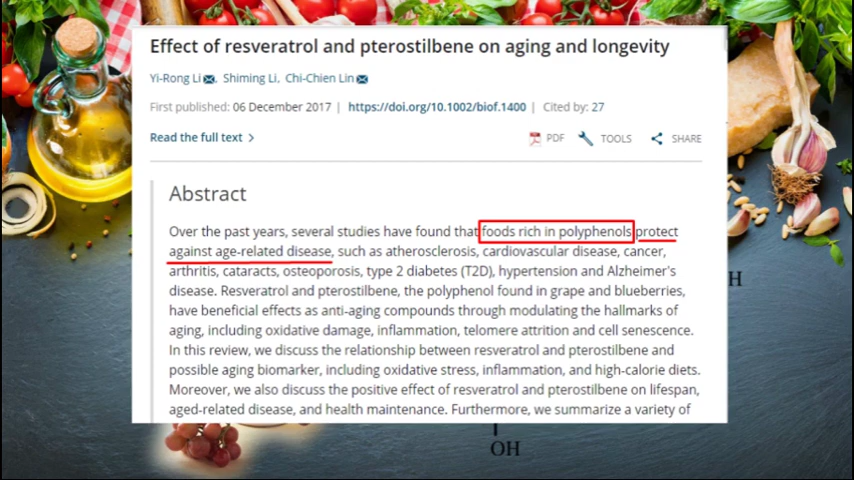 Effect of resveratrol and pterostilbene on aging and longevity
Yi-Rong Li, Shiming Li, Chi-Chien Lin
First published: 06 December 2017 | https://doi.org/10.1002/biof.1400 | Cited by: 27
Read the full text >
PDF TOOLS SHARE
Abstract
Over the past years, several studies have found that foods rich in polyphenols protect
against age-related disease, such as atherosclerosis, cardiovascular disease, cancer,
arthritis, cataracts, osteoporosis, type 2 diabetes (T2D), hypertension and Alzheimer's
disease. Resveratrol and pterostilbene, the polyphenol found in grape and blueberries,
have beneficial effects as anti-aging compounds through modulating the hallmarks of
aging, including oxidative damage, inflammation, telomere attrition and cell senescence.
In this review, we discuss the relationship between resveratrol and pterostilbene and
possible aging biomarker, including oxidative stress, inflammation, and high-calorie diets.
Moreover, we also discuss the positive effect of resveratrol and pterostilbene on lifespan,
aged-related disease, and health maintenance. Furthermore, we summarize a variety of
H
OH